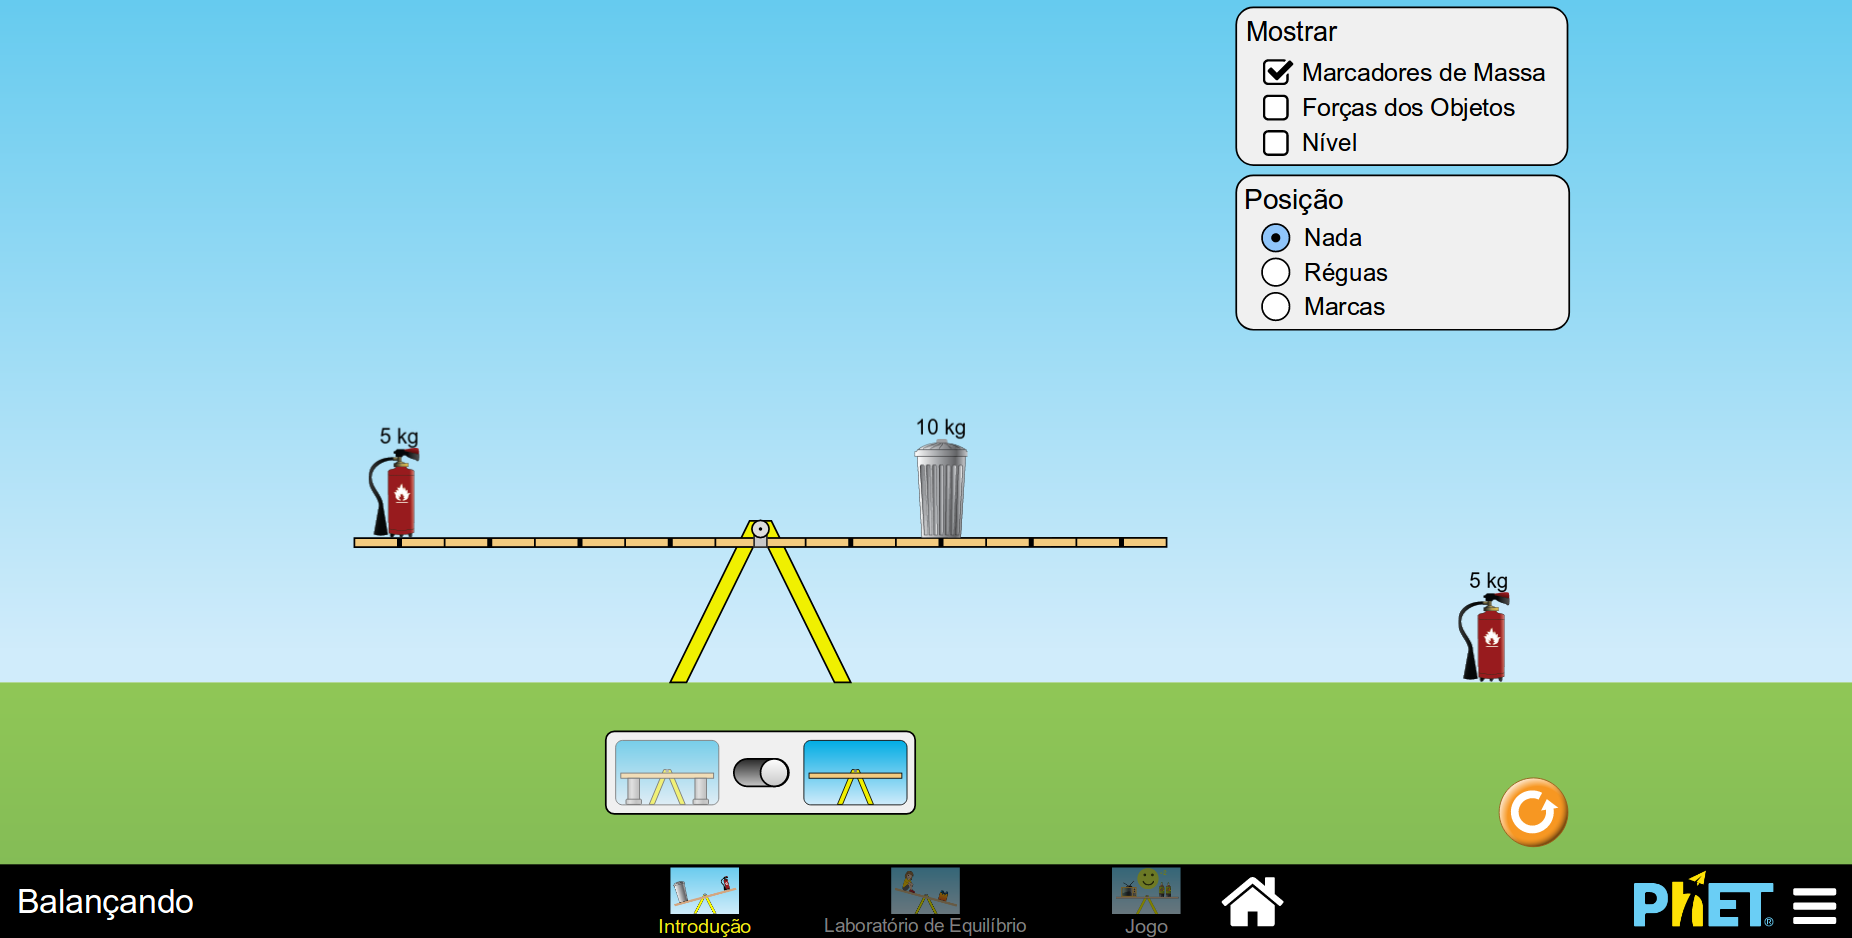 Mostrar
Marcadores de Massa
Forças dos Objetos
Nível
Posição
Nada
Réguas
Marcas
5 kg
10 kg
5 kg
Balançando
Introdução
Laboratório de Equilíbrio
Jogo
PhET®